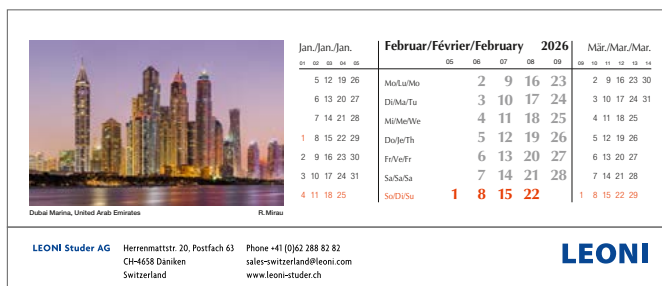 Jan./Jan./Jan.
01 02 03 04 05
5 12 19 26
6 13 20 27
7 14 21 28
1 8 15 22 29
2 9 16 23 30
3 10 17 24 31
4 11 18 25
Februar/Février/February 2026
05 06 07 08 09
Mo/Lu/Mo 2 9 16 23
Di/Ma/Tu 3 10 17 24
Mi/Me/We 4 11 18 25
Do/Je/Th 5 12 19 26
Fr/Ve/Fr 6 13 20 27
Sa/Sa/Sa 7 14 21 28
So/Di/Su 1 8 15 22
Mär./Mar./Mar.
09 10 11 12 13 14
2 9 16 23 30
3 10 17 24 31
4 11 18 25
5 12 19 26
6 13 20 27
7 14 21 28
1 8 15 22 29
Dubai Marina, United Arab Emirates R. Mirau
LEONI Studer AG
Herrenmattstr. 20, Postfach 63
CH-4658 Däniken
Switzerland
Phone +41 (0)62 288 82 82
sales-switzerland@leoni.com
www.leoni-studer.ch
LEONI